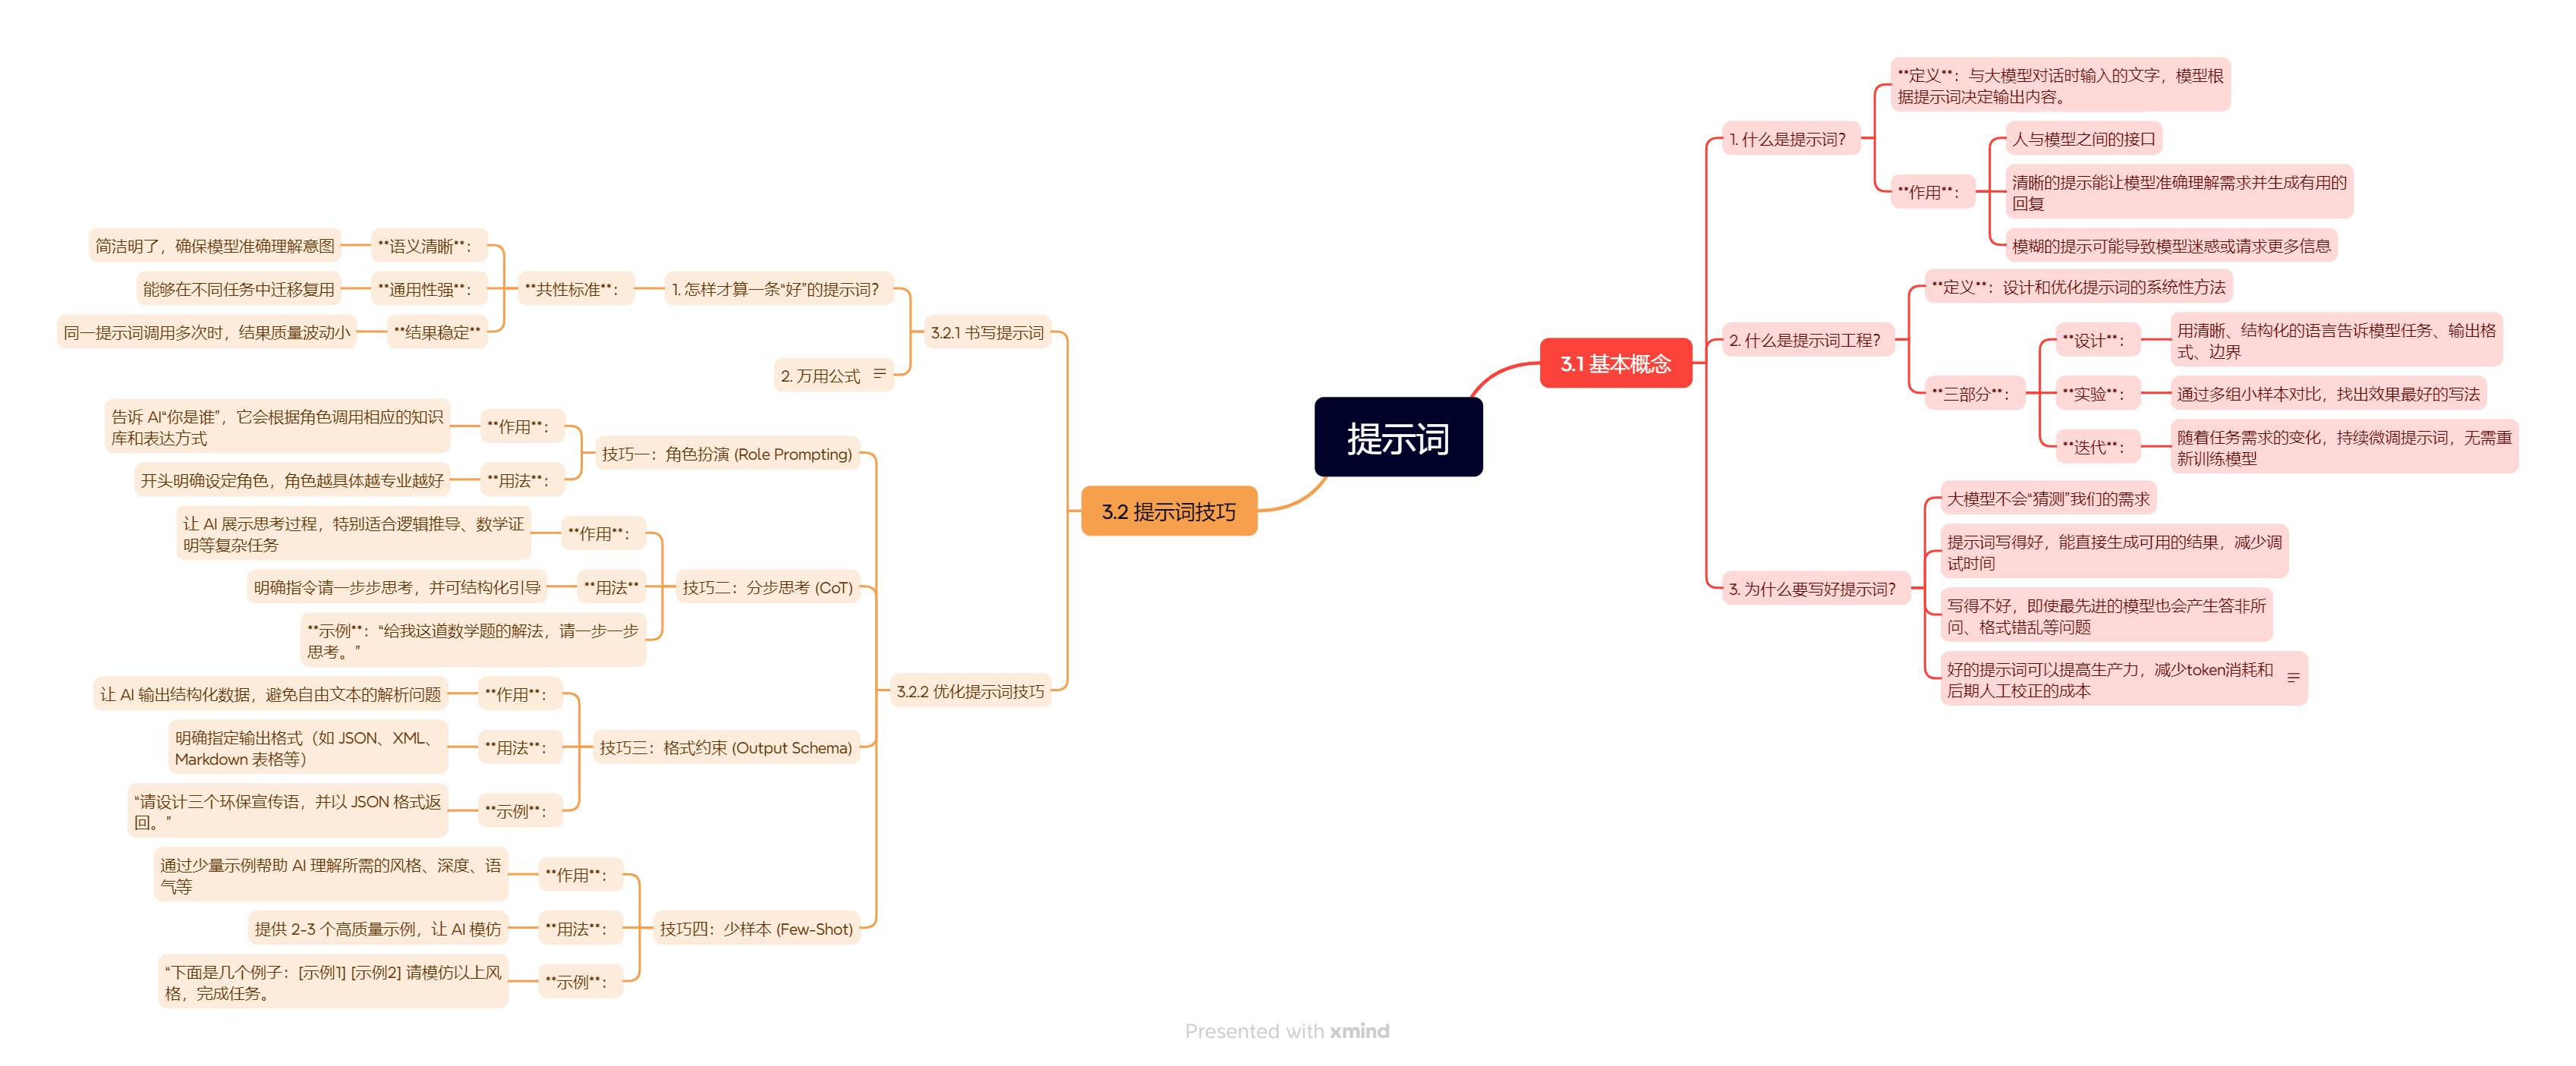 提示词
3.1 基本概念
1. 什么是提示词？
**定义**：与大模型对话时输入的文字，模型根
据提示词决定输出内容。
**作用**：
人与模型之间的接口
清晰的提示能让模型准确理解需求并生成有用的
回复
模糊的提示可能导致模型迷惑或请求更多信息
2. 什么是提示词工程？
**定义**：设计和优化提示词的系统性方法
**三部分**：
**设计**：
用清晰、结构化的语言告诉模型任务、输出格
式、边界
**实验**：
通过多组小样本对比，找出效果最好的写法
**迭代**：
随着任务需求的变化，持续微调提示词，无需重
新训练模型
3. 为什么要写好提示词？
大模型不会“猜测”我们的需求
提示词写得好，能直接生成可用的结果，减少调
试时间
写得不好，即使最先进的模型也会产生答非所
问、格式错乱等问题
好的提示词可以提高生产力，减少token消耗和
后期人工校正的成本
3.2 提示词技巧
3.2.1 书写提示词
1. 怎样才算一条“好”的提示词？
**共性标准**：
**语义清晰**：
简洁明了，确保模型准确理解意图
**通用性强**：
能够在不同任务中迁移复用
**结果稳定**
同一提示词调用多次时，结果质量波动小
2. 万用公式
3.2.2 优化提示词技巧
技巧一：角色扮演 (Role Prompting)
**作用**：
告诉 AI“你是谁”，它会根据角色调用相应的知识
库和表达方式
**用法**：
开头明确设定角色，角色越具体越专业越好
技巧二：分步思考 (CoT)
**作用**：
让 AI 展示思考过程，特别适合逻辑推导、数学证
明等复杂任务
**用法**
明确指令请一步步思考，并可结构化引导
**示例**：“给我这道数学题的解法，请一步一步
思考。”
技巧三：格式约束 (Output Schema)
**作用**：
让 AI 输出结构化数据，避免自由文本的解析问题
**用法**：
明确指定输出格式（如 JSON、XML、
Markdown 表格等）
**示例**：
“请设计三个环保宣传语，并以 JSON 格式返
回。”
技巧四：少样本 (Few-Shot)
**作用**：
通过少量示例帮助 AI 理解所需的风格、深度、语
气等
**用法**：
提供 2-3 个高质量示例，让 AI 模仿
**示例**：
“下面是几个例子：[示例1] [示例2] 请模仿以上风
格，完成任务。
Presented with xmind